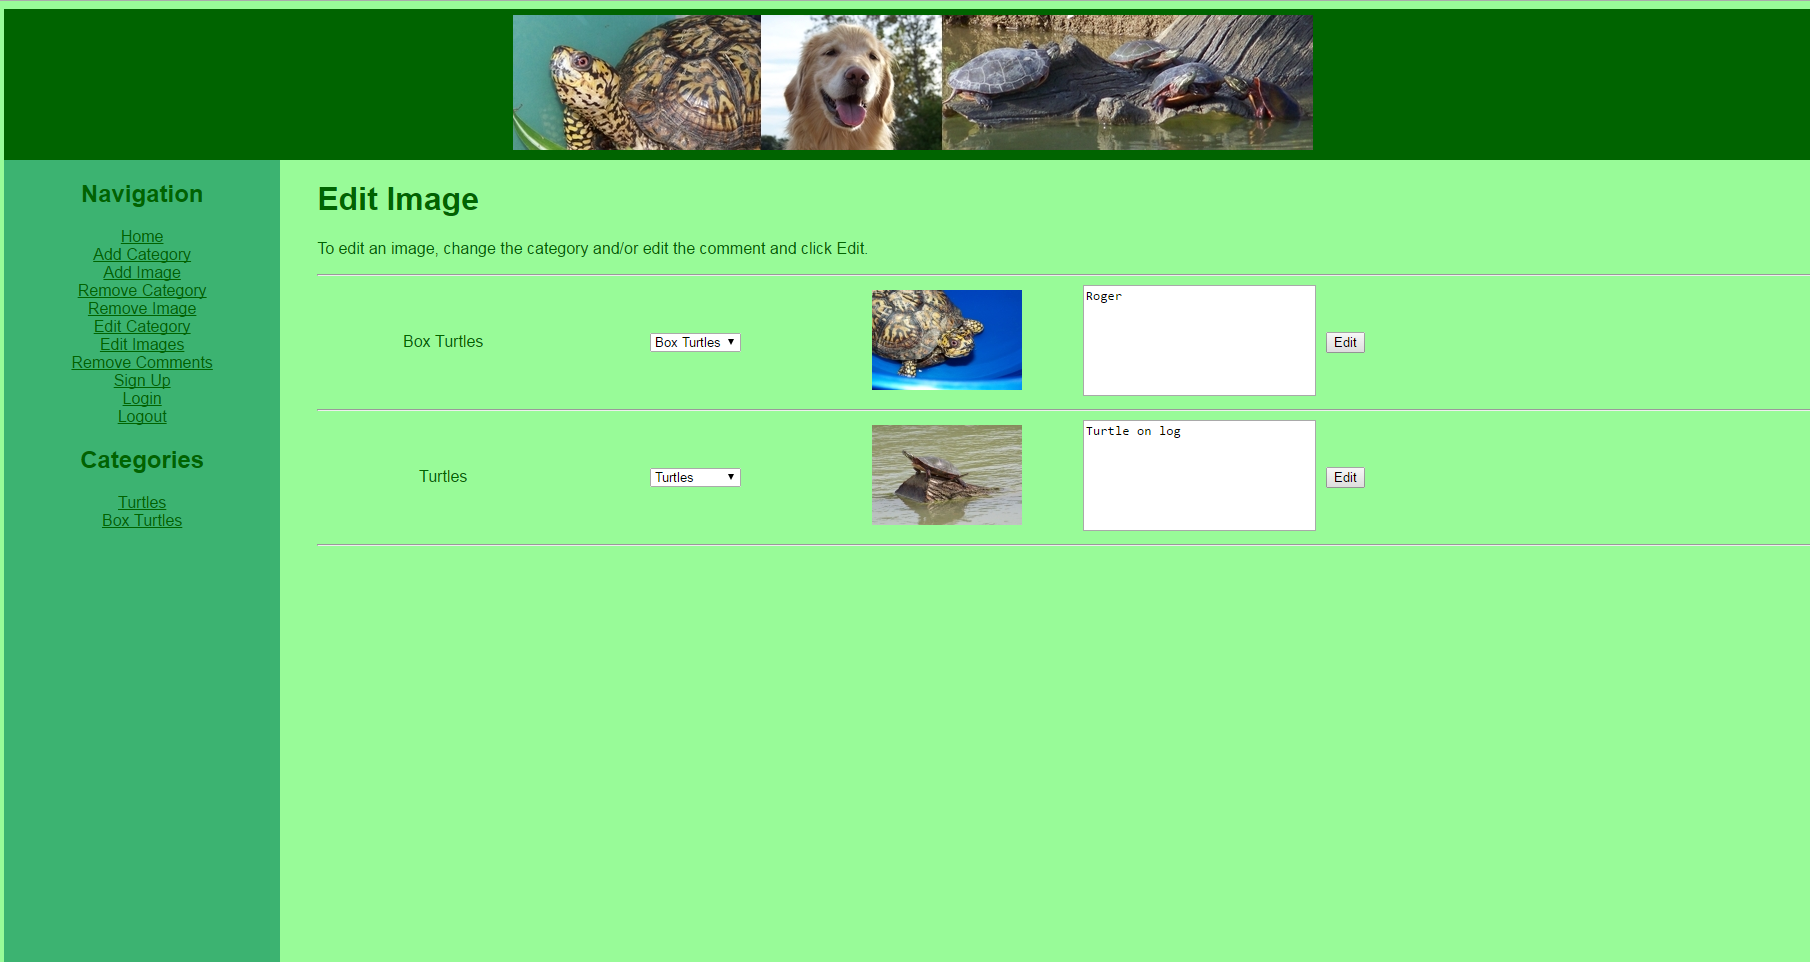 Navigation
Home
Add Category
Add Image
Remove Category
Remove Image
Edit Category
Edit Images
Remove Comments
Sign Up
Login
Logout
Categories
Turtles
Box Turtles
Edit Image
To edit an image, change the category and/or edit the comment and click Edit.
Box Turtles
Box Turtles
Roger
Edit
Turtles
Turtles
Turtle on log
Edit